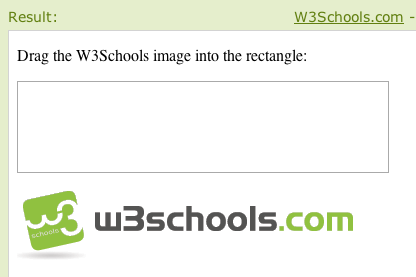 Result: W3Schools.com -
Drag the W3Schools image into the rectangle:
w3 schools
w3schools.com